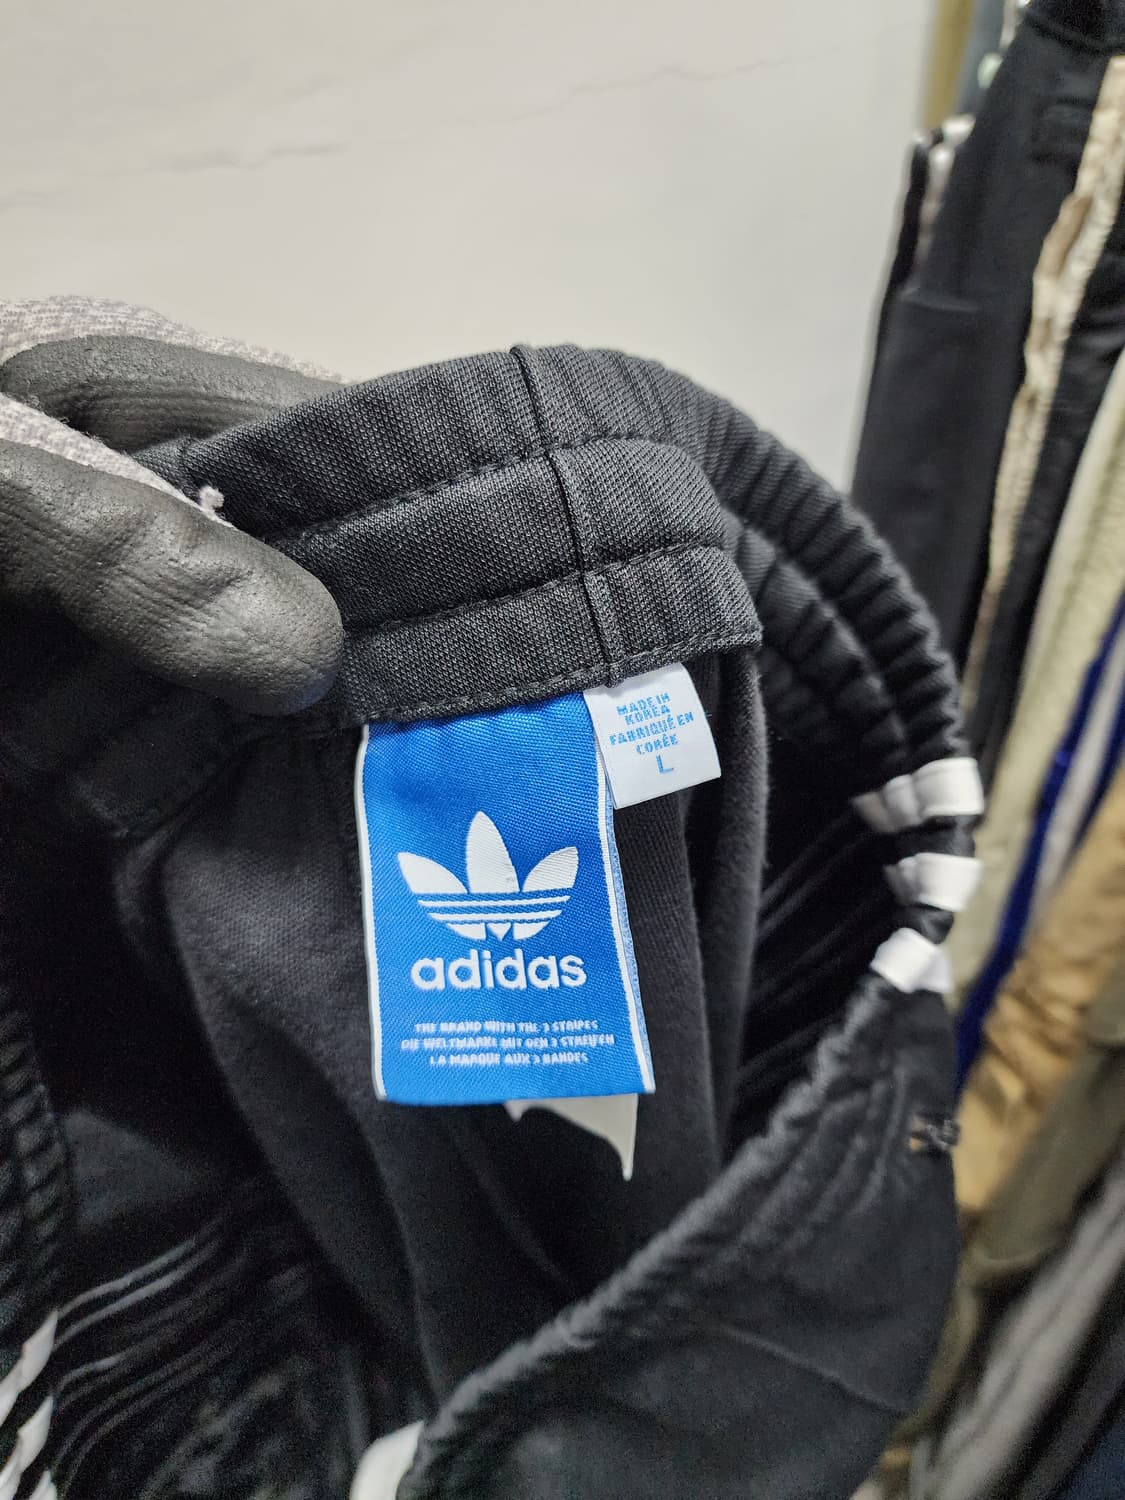 adidas
THE BRAND WITH THE 3 STRIPES
DIE WELTMARKE MIT DEN 3 STREIFEN
LA MARQUE AUX 3 BANDES
MADE IN
KOREA
FABRIQUÉ EN
CORÉE
L